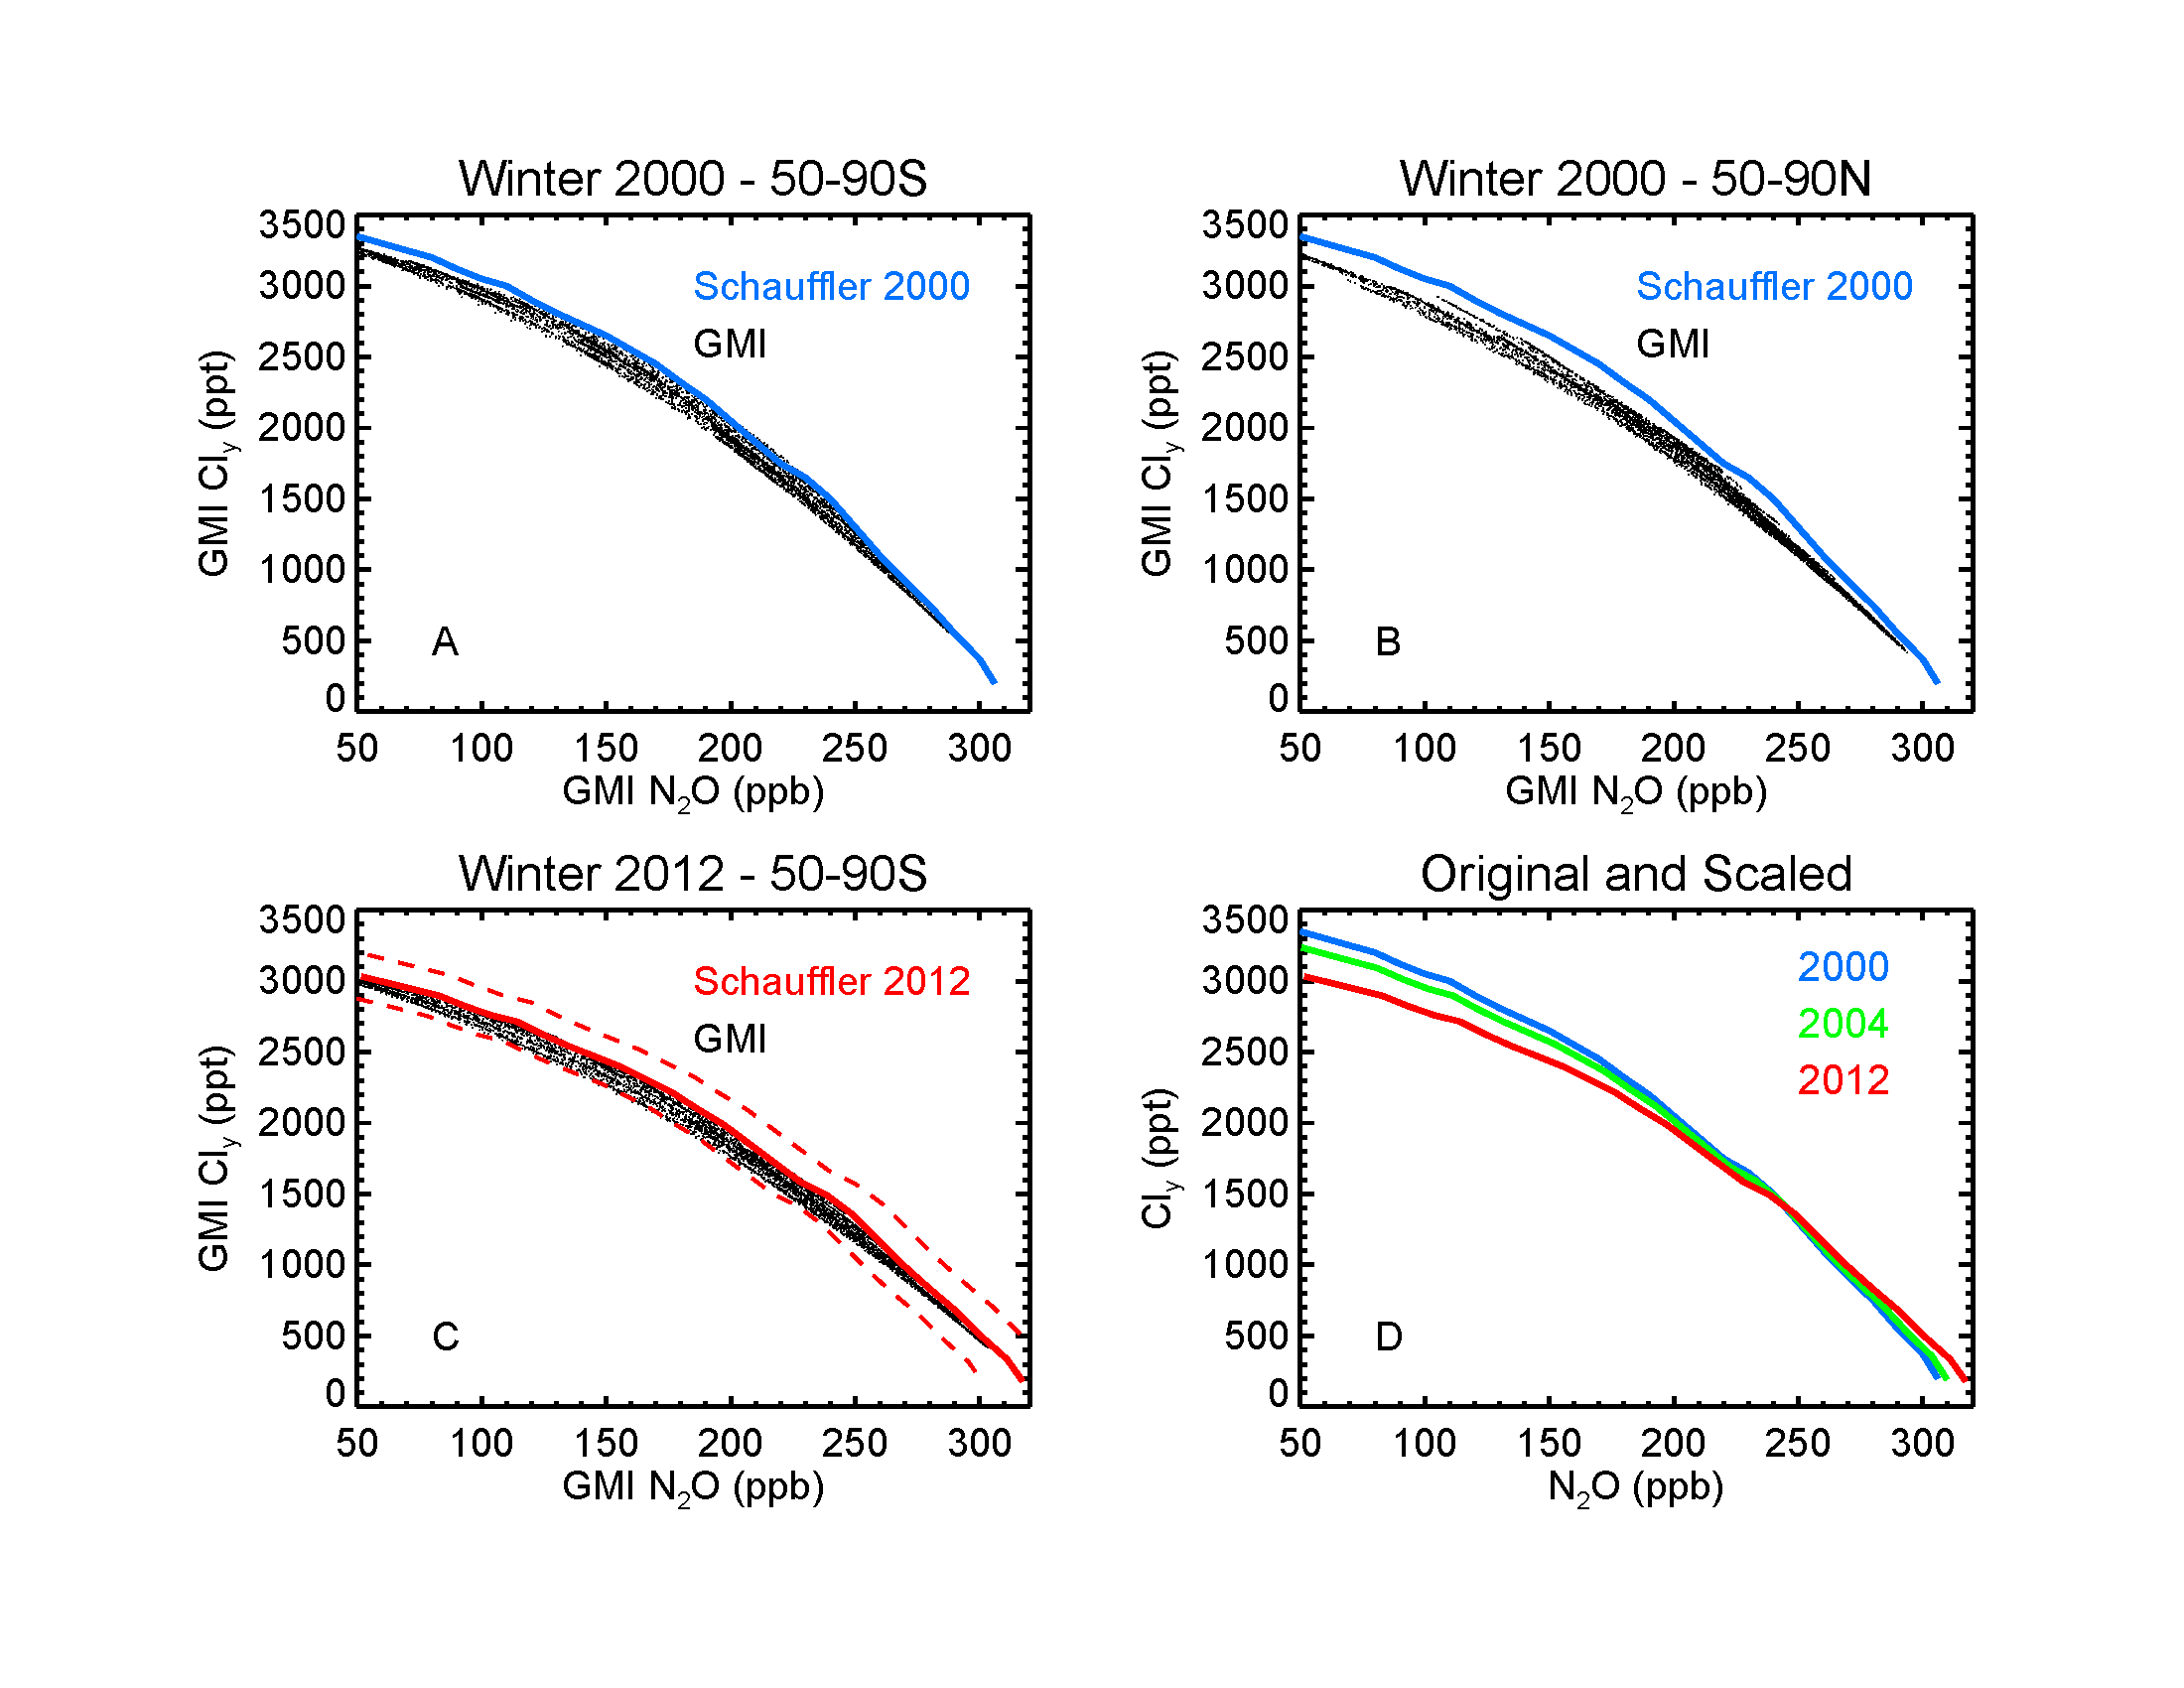 Winter 2000 - 50-90S
3500
3000
2500
2000
1500
1000
500
0
GMI Cly (ppt)
Schauffler 2000
GMI
A
50 100 150 200 250 300
GMI N2O (ppb)
Winter 2000 - 50-90N
3500
3000
2500
2000
1500
1000
500
0
GMI Cly (ppt)
Schauffler 2000
GMI
B
50 100 150 200 250 300
GMI N2O (ppb)
Winter 2012 - 50-90S
3500
3000
2500
2000
1500
1000
500
0
GMI Cly (ppt)
Schauffler 2012
GMI
C
50 100 150 200 250 300
GMI N2O (ppb)
Original and Scaled
3500
3000
2500
2000
1500
1000
500
0
Cly (ppt)
2000
2004
2012
D
50 100 150 200 250 300
N2O (ppb)